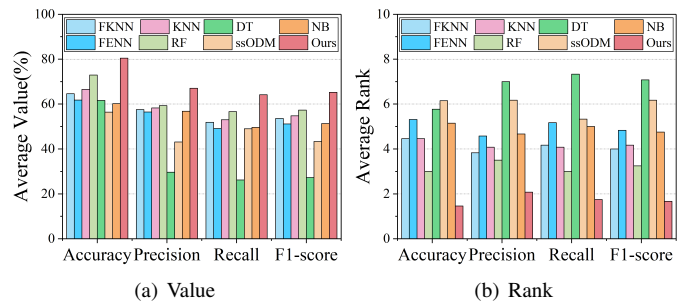 Average Value(%)
100
80
60
40
20
0
FKNN KNN DT NB
FENN RF ssODM Ours
Accuracy Precision Recall F1-score
(a) Value
Average Rank
10
8
6
4
2
0
FKNN KNN DT NB
FENN RF ssODM Ours
Accuracy Precision Recall F1-score
(b) Rank